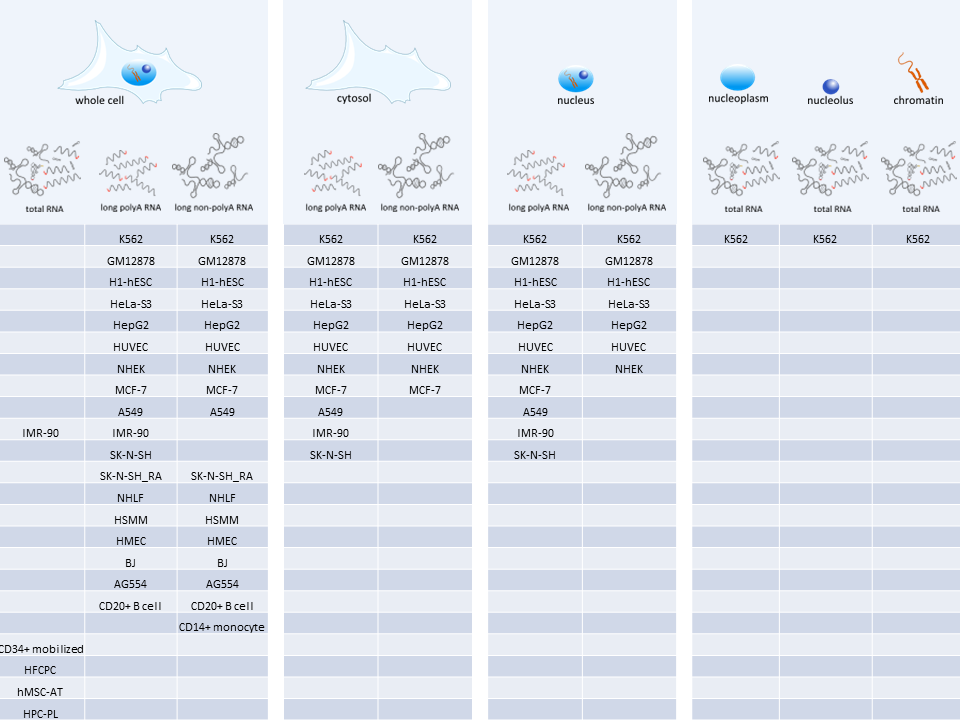 whole cell cytosol nucleus nucleoplasm nucleolus chromatin
total RNA long polyA RNA long non-polyA RNA long polyA RNA long non-polyA RNA long polyA RNA long non-polyA RNA total RNA total RNA total RNA
K562 K562 K562 K562 K562 K562 K562 K562 K562
GM12878 GM12878 GM12878 GM12878 GM12878 GM12878
H1-hESC H1-hESC H1-hESC H1-hESC H1-hESC H1-hESC
HeLa-S3 HeLa-S3 HeLa-S3 HeLa-S3 HeLa-S3 HeLa-S3
HepG2 HepG2 HepG2 HepG2 HepG2 HepG2
HUVEC HUVEC HUVEC HUVEC HUVEC HUVEC
NHEK NHEK NHEK NHEK NHEK NHEK
MCF-7 MCF-7 MCF-7 MCF-7 MCF-7
A549 A549 A549 A549
IMR-90 IMR-90 IMR-90 IMR-90
SK-N-SH SK-N-SH SK-N-SH
SK-N-SH_RA SK-N-SH_RA
NHLF NHLF
HSMM HSMM
HMEC HMEC
BJ BJ
AG554 AG554
CD20+ B cell CD20+ B cell
CD14+ monocyte
CD34+ mobilized
HFCPC
hMSC-AT
HPC-PL